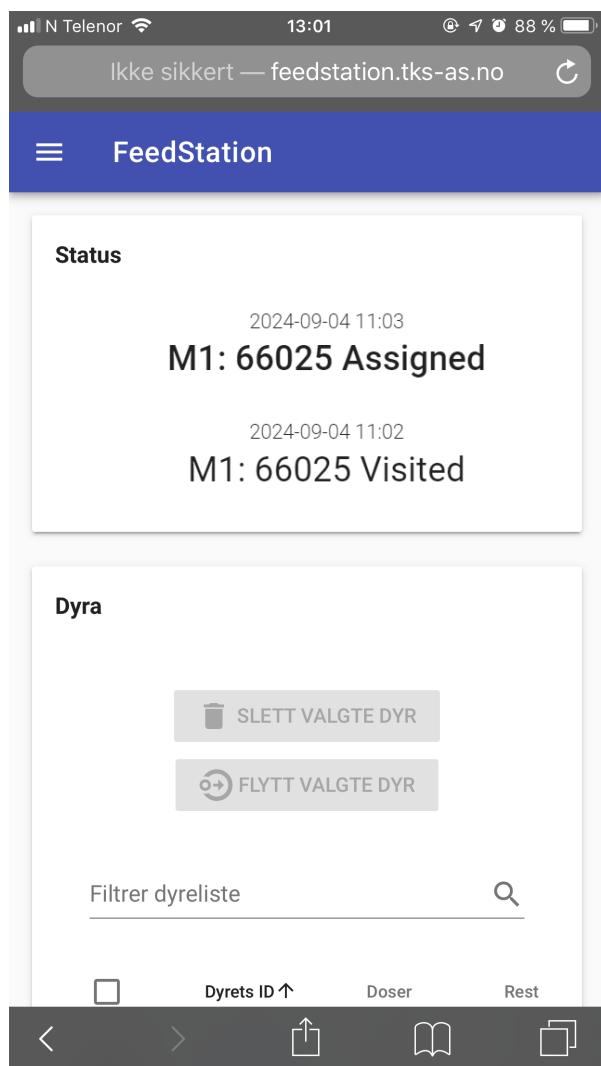 N Telenor 13:01 88 %
Ikke sikkert — feedstation.tks-as.no
FeedStation
Status
2024-09-04 11:03
M1: 66025 Assigned
2024-09-04 11:02
M1: 66025 Visited
Dyra
SLETT VALGTE DYR
FLYTT VALGTE DYR
Filtrer dyreliste
Dyrets ID Doser Rest